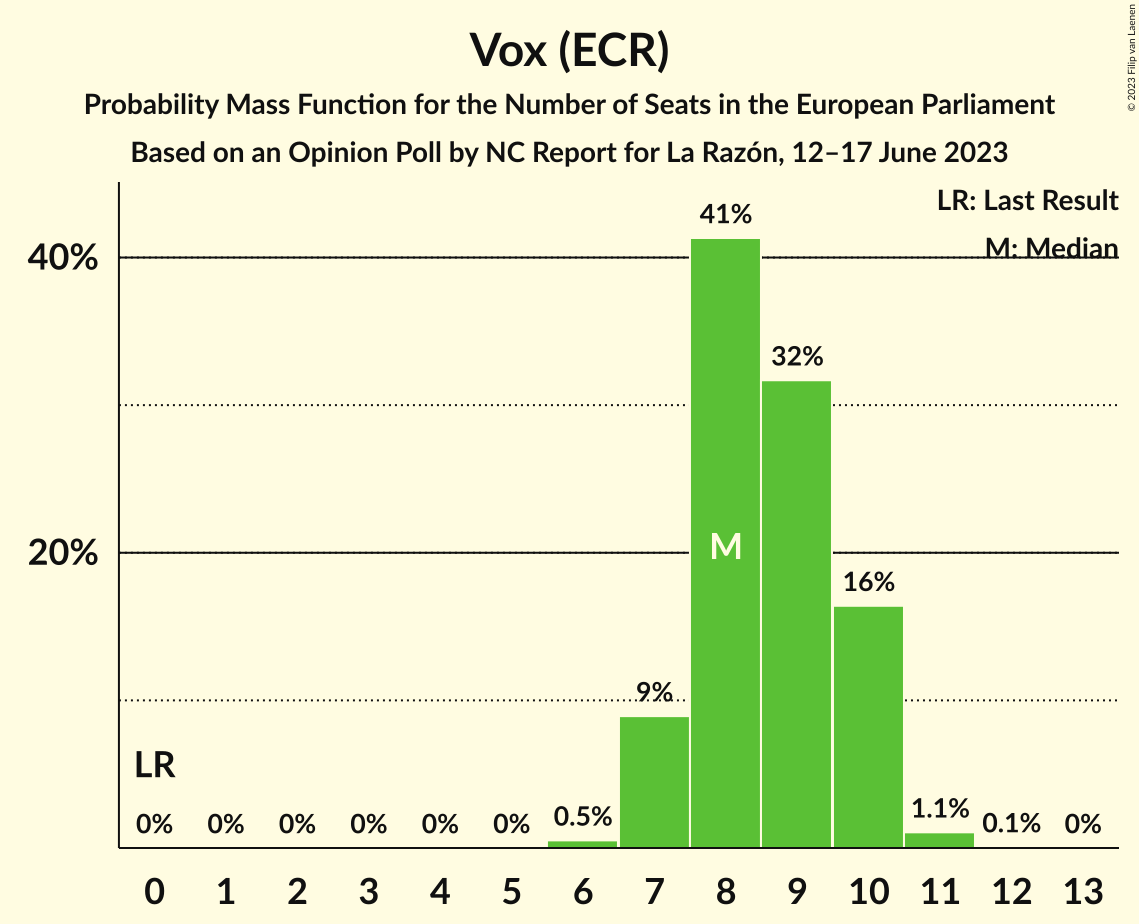 Vox (ECR)
Probability Mass Function for the Number of Seats in the European Parliament
Based on an Opinion Poll by NC Report for La Razón, 12–17 June 2023
© 2023 Filip van Laenen
LR: Last Result
M: Median
40%
20%
41%
32%
M
16%
9%
LR
0% 0% 0% 0% 0% 0% 0.5% 1.1% 0.1% 0%
0 1 2 3 4 5 6 7 8 9 10 11 12 13